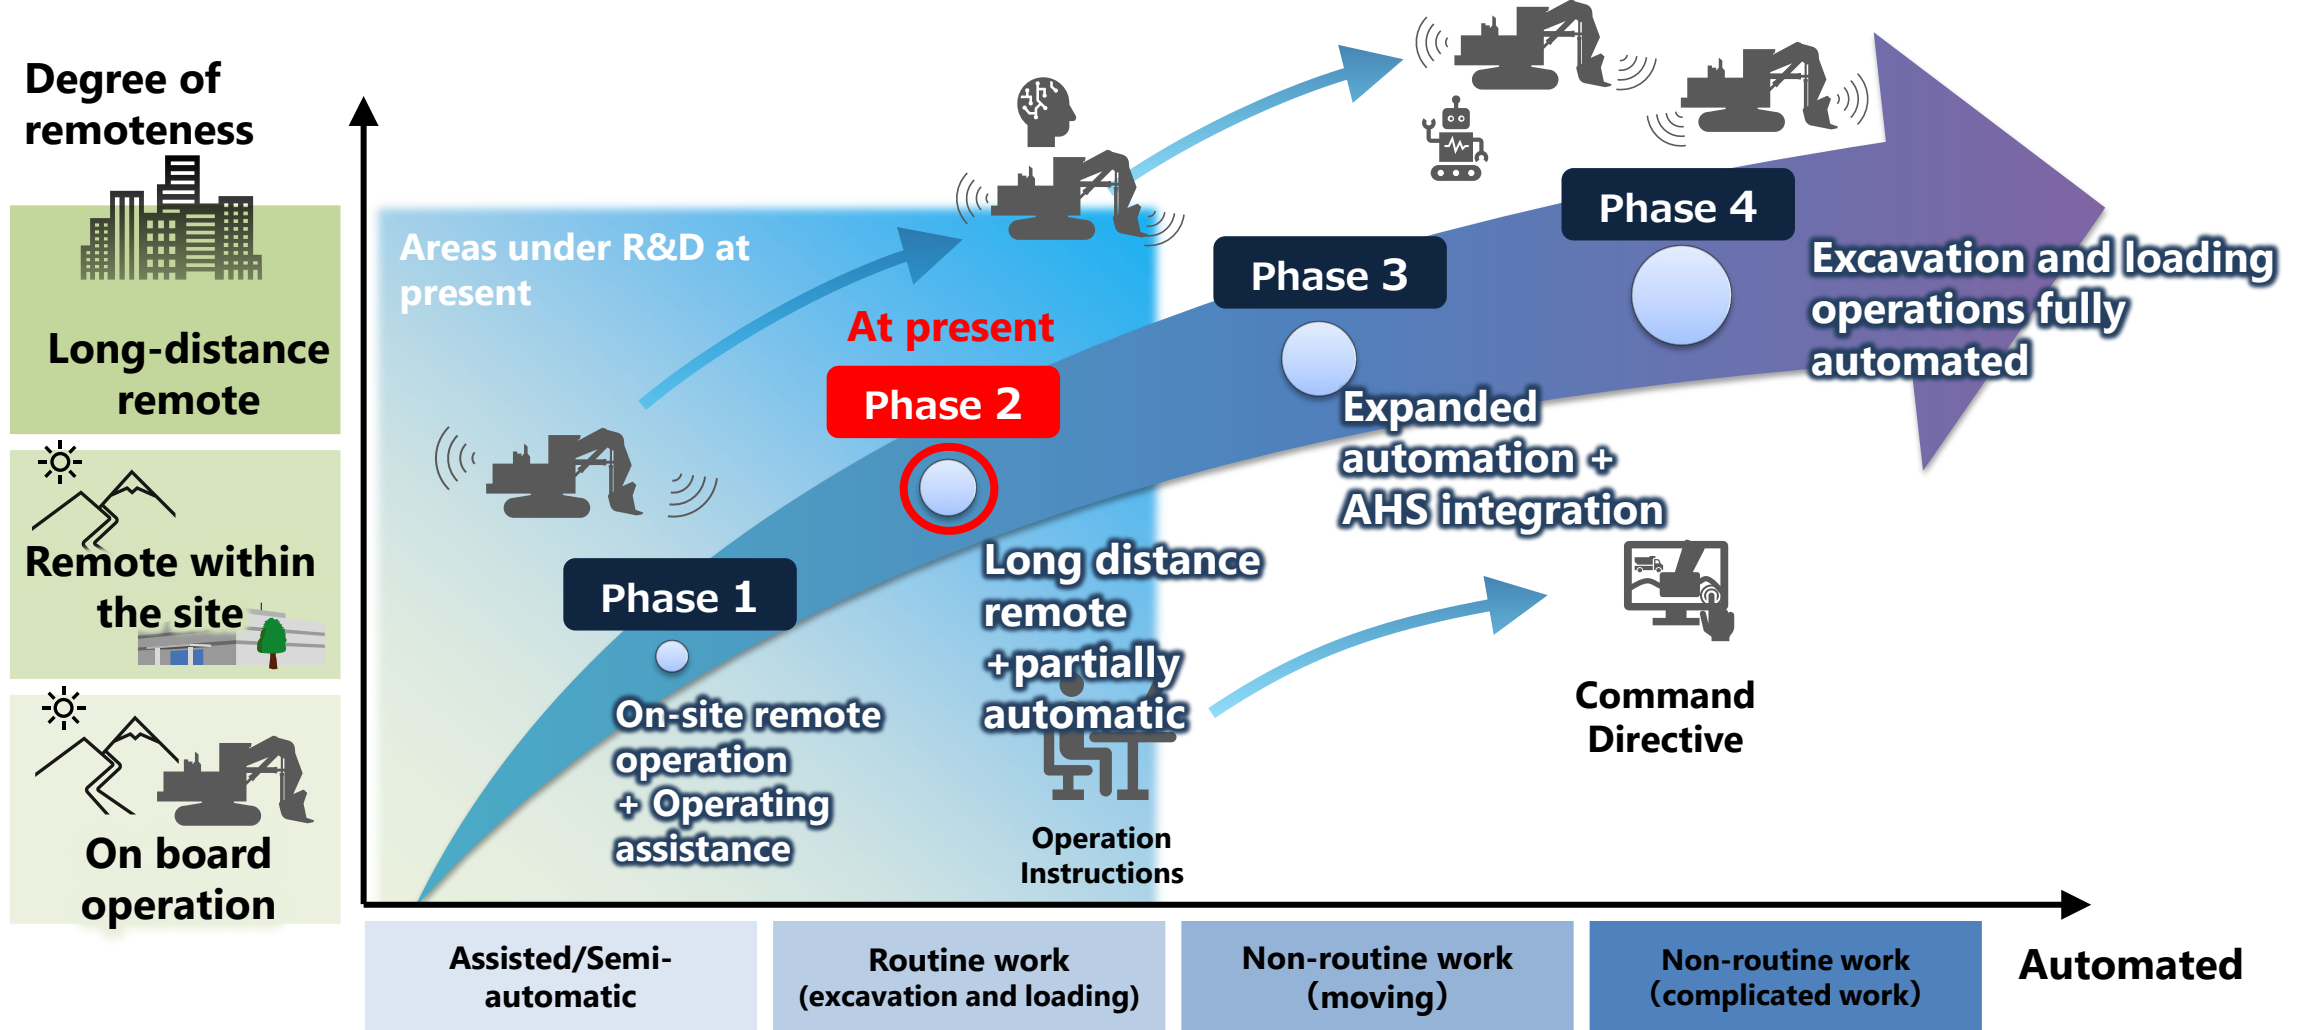 Degree of
remoteness
Long-distance
remote
Remote within
the site
On board
operation
Areas under R&D at
present
At present
Phase 1
Phase 2
Phase 3
Phase 4
On-site remote
operation
+ Operating
assistance
Long distance
remote
+partially
automatic
Expanded
automation +
AHS integration
Excavation and loading
operations fully
automated
Operation
Instructions
Command
Directive
Assisted/Semi-
automatic
Routine work
(excavation and loading)
Non-routine work
（moving）
Non-routine work
（complicated work）
Automated